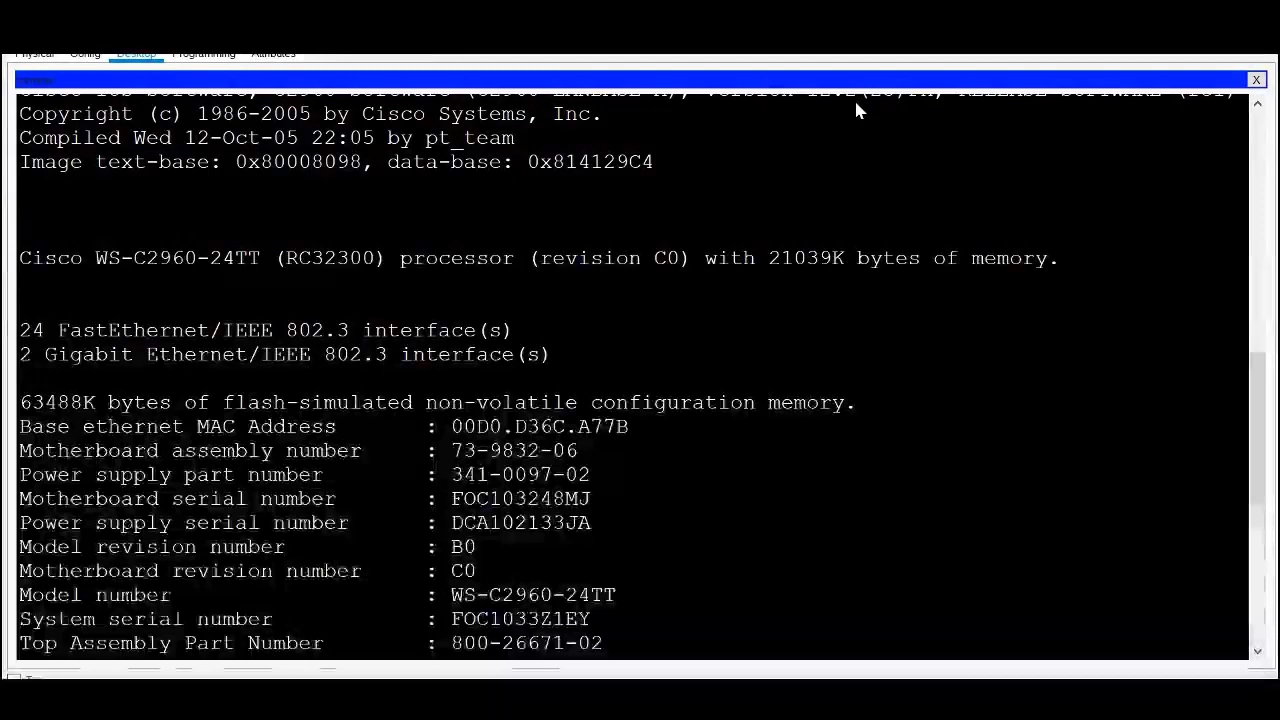 Physical Config Desktop Programming Attributes
X
Copyright (c) 1986-2005 by Cisco Systems, Inc.
Compiled Wed 12-Oct-05 22:05 by pt_team
Image text-base: 0x80008098, data-base: 0x814129C4
Cisco WS-C2960-24TT (RC32300) processor (revision C0) with 21039K bytes of memory.
24 FastEthernet/IEEE 802.3 interface(s)
2 Gigabit Ethernet/IEEE 802.3 interface(s)
63488K bytes of flash-simulated non-volatile configuration memory.
Base ethernet MAC Address : 00D0.D36C.A77B
Motherboard assembly number : 73-9832-06
Power supply part number : 341-0097-02
Motherboard serial number : FOC103248MJ
Power supply serial number : DCA102133JA
Model revision number : B0
Motherboard revision number : C0
Model number : WS-C2960-24TT
System serial number : FOC1033Z1EY
Top Assembly Part Number : 800-26671-02